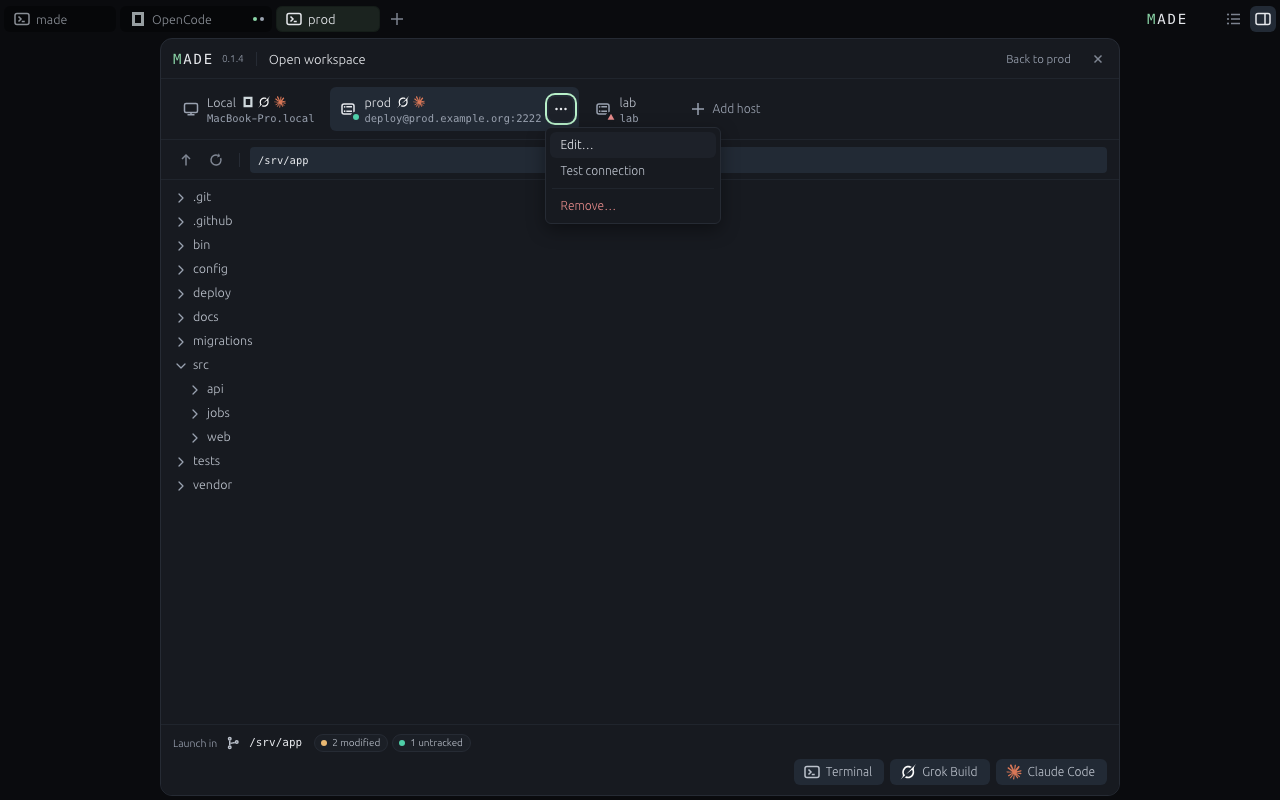 made
OpenCode
prod
MADE
MADE 0.1.4 Open workspace
Back to prod
Local
MacBook-Pro.local
prod
deploy@prod.example.org:2222
lab
lab
Add host
/srv/app
Edit…
Test connection
Remove…
.git
.github
bin
config
deploy
docs
migrations
src
api
jobs
web
tests
vendor
Launch in /srv/app 2 modified 1 untracked
Terminal Grok Build Claude Code